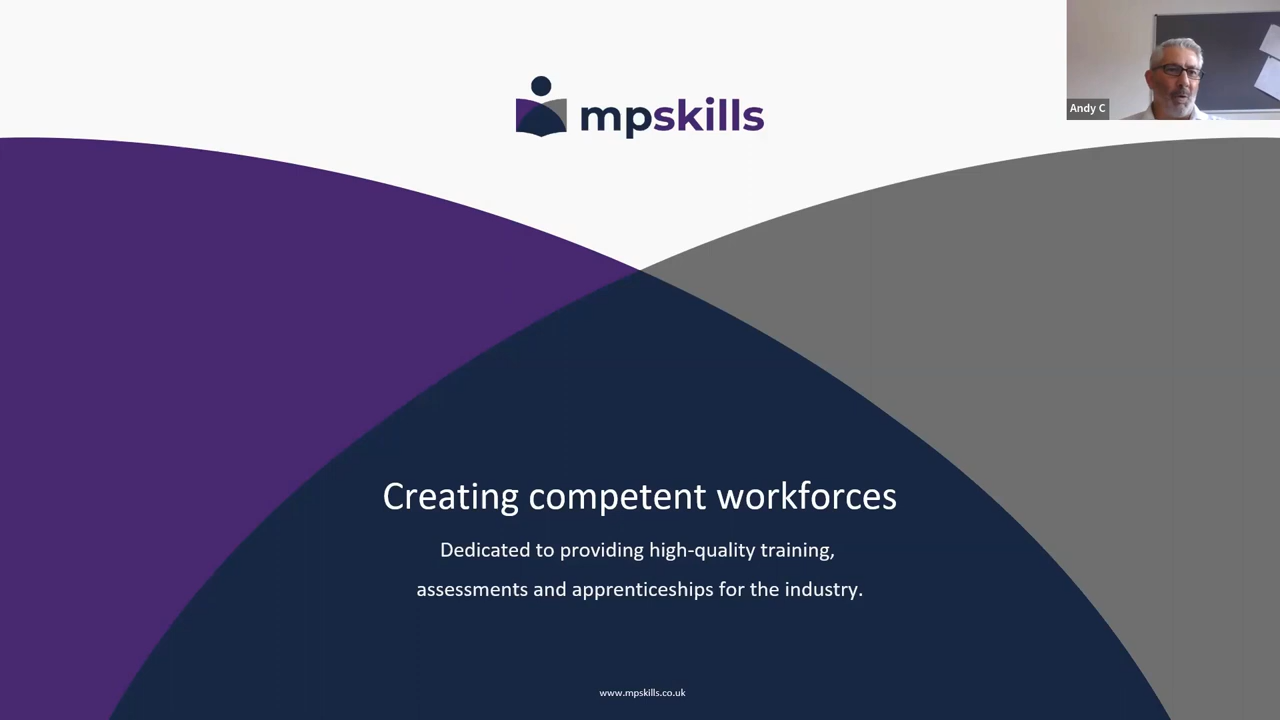 mpskills
Andy C
Creating competent workforces
Dedicated to providing high-quality training,
assessments and apprenticeships for the industry.
www.mpskills.co.uk